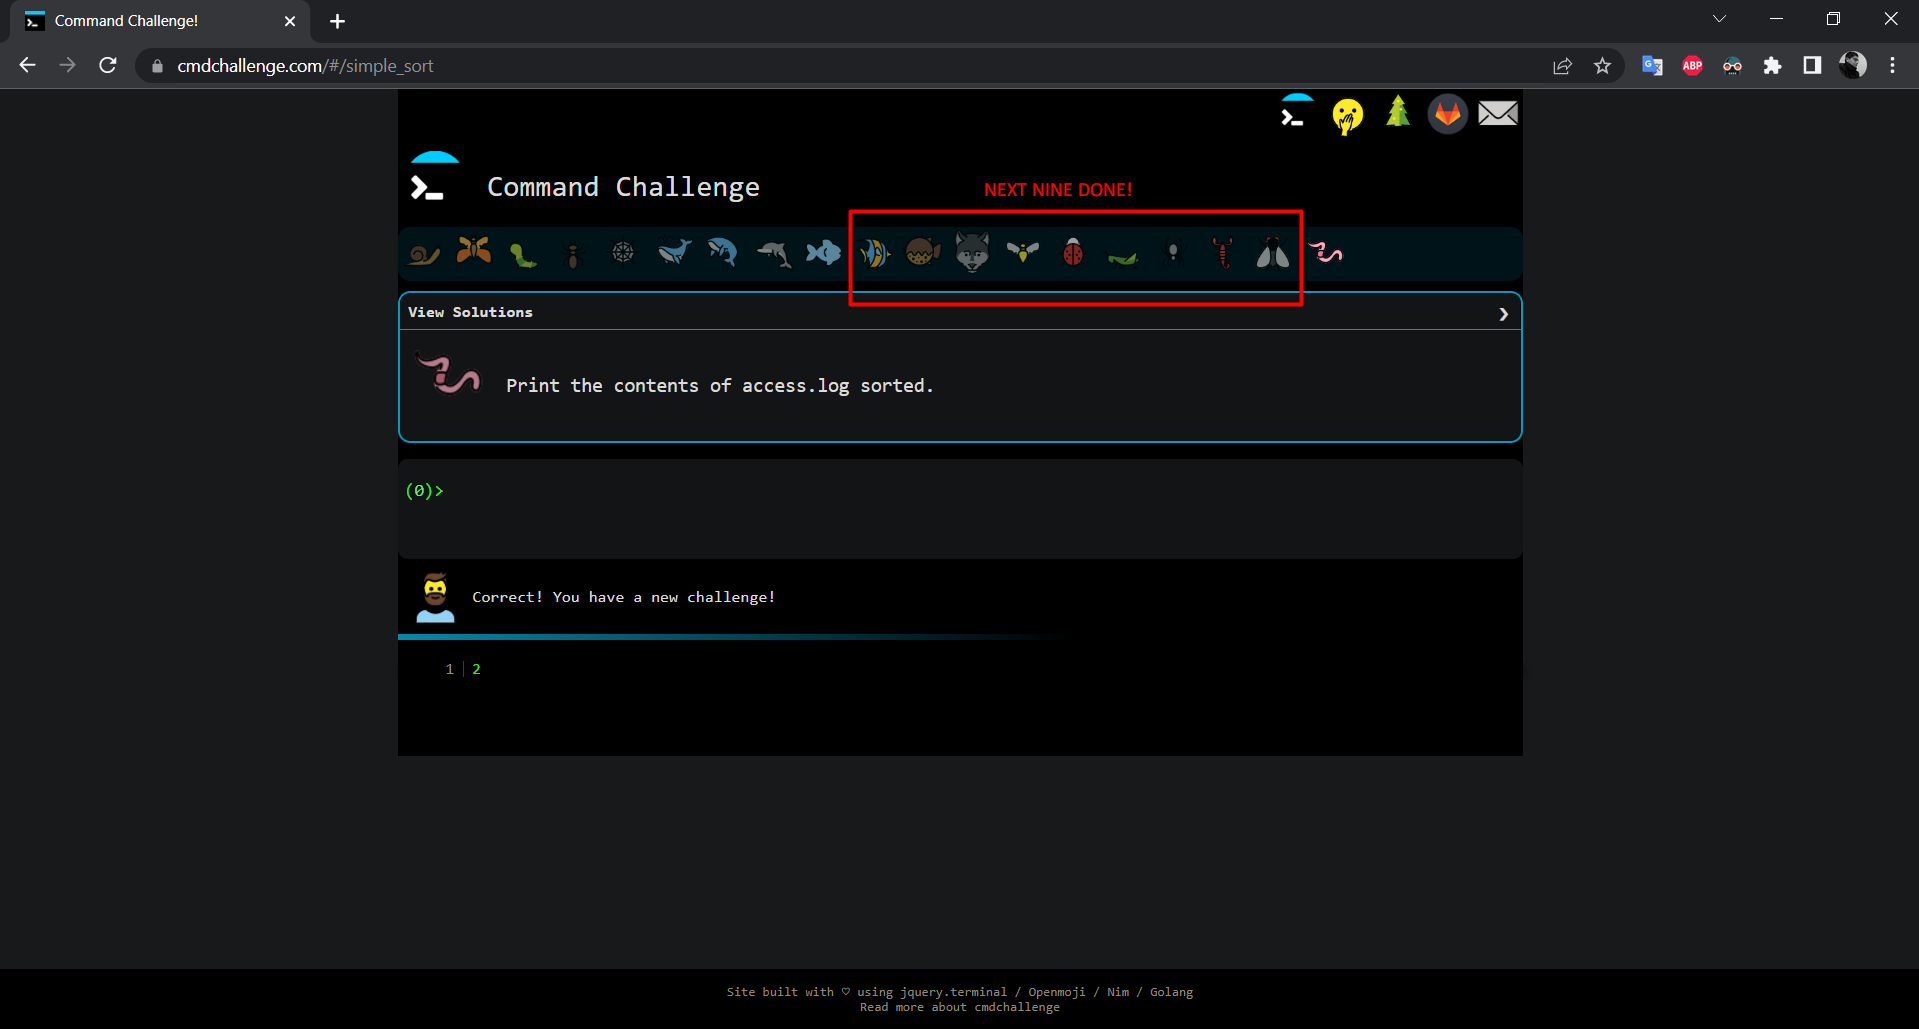 Command Challenge!
cmdchallenge.com/#/simple_sort
ABP
Command Challenge
NEXT NINE DONE!
View Solutions
Print the contents of access.log sorted.
(0)>
Correct! You have a new challenge!
1 2
Site built with ♡ using jquery.terminal / Openmoji / Nim / Golang
Read more about cmdchallenge